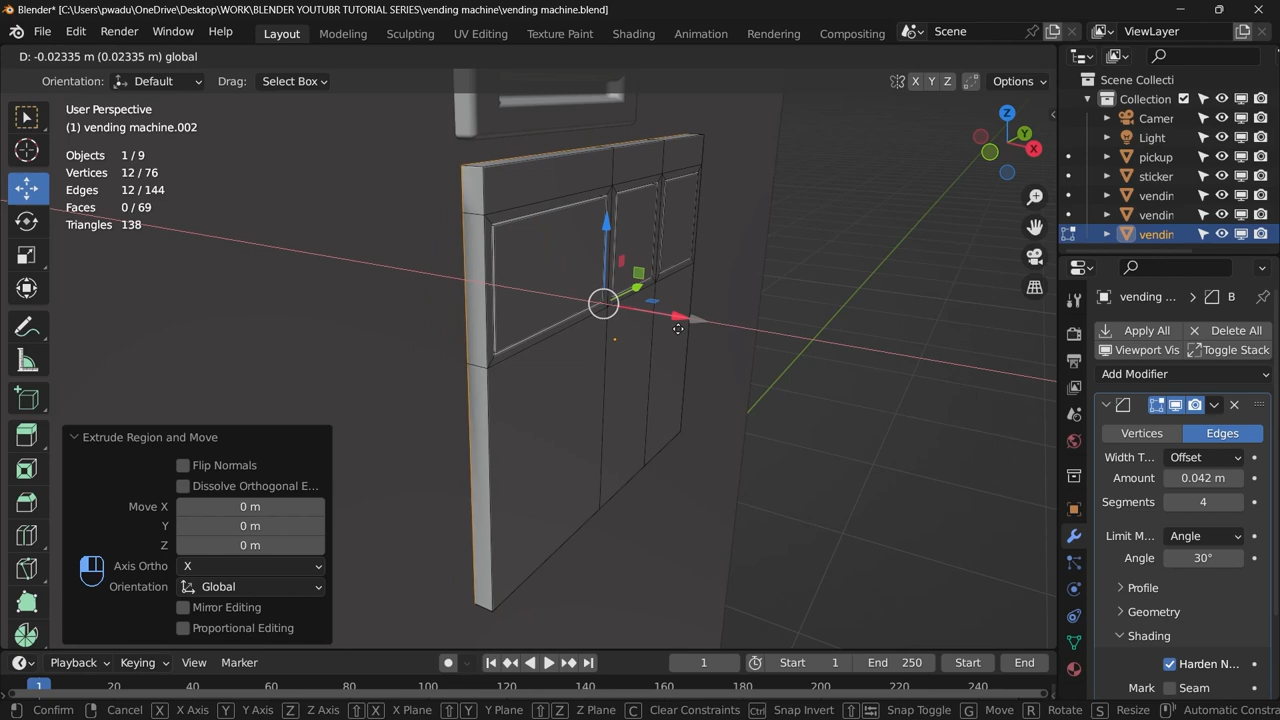 Blender* [C:\Users\pwadu\OneDrive\Desktop\WORK\BLENDER YOUTUBR TUTORIAL SERIES\vending machine\vending machine.blend]
File Edit Render Window Help Layout Modeling Sculpting UV Editing Texture Paint Shading Animation Rendering Compositing Scene ViewLayer
D: -0.02335 m (0.02335 m) global
Orientation: Default Drag: Select Box X Y Z Options
User Perspective
(1) vending machine.002
Objects 1/9
Vertices 12/76
Edges 12/144
Faces 0/69
Triangles 138
Z
Y
X
Scene Collecti
Collection
Camer
Light
pickup
sticker
vendin
vendin
vendin
vending ... B
Apply All Delete All
Viewport Vis Toggle Stack
Add Modifier
Vertices Edges
Width T... Offset
Amount 0.042 m
Segments 4
Limit M... Angle
Angle 30°
Profile
Geometry
Shading
Harden N...
Mark Seam
Extrude Region and Move
Flip Normals
Dissolve Orthogonal E...
Move X 0 m
Y 0 m
Z 0 m
Axis Ortho X
Orientation Global
Mirror Editing
Proportional Editing
Playback Keying View Marker 1 Start 1 End 250 Start End
1 20 40 60 80 100 120 140 160 180 200 220 240
Confirm Cancel X X Axis Y Y Axis Z Z Axis X X Plane Y Y Plane Z Z Plane C Clear Constraints Ctrl Snap Invert Snap Toggle G Move R Rotate S Resize Automatic Constra